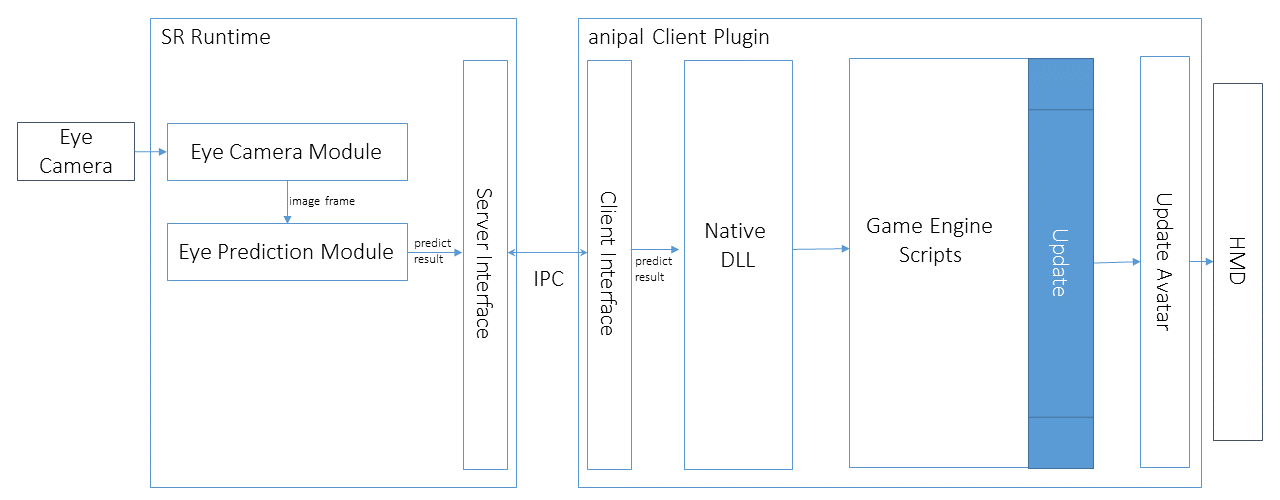 SR Runtime
anipal Client Plugin
Eye
Camera
Eye Camera Module
image frame
Eye Prediction Module
predict
result
Server Interface
IPC
Client Interface
predict
result
Native
DLL
Game Engine
Scripts
Update
Update Avatar
HMD